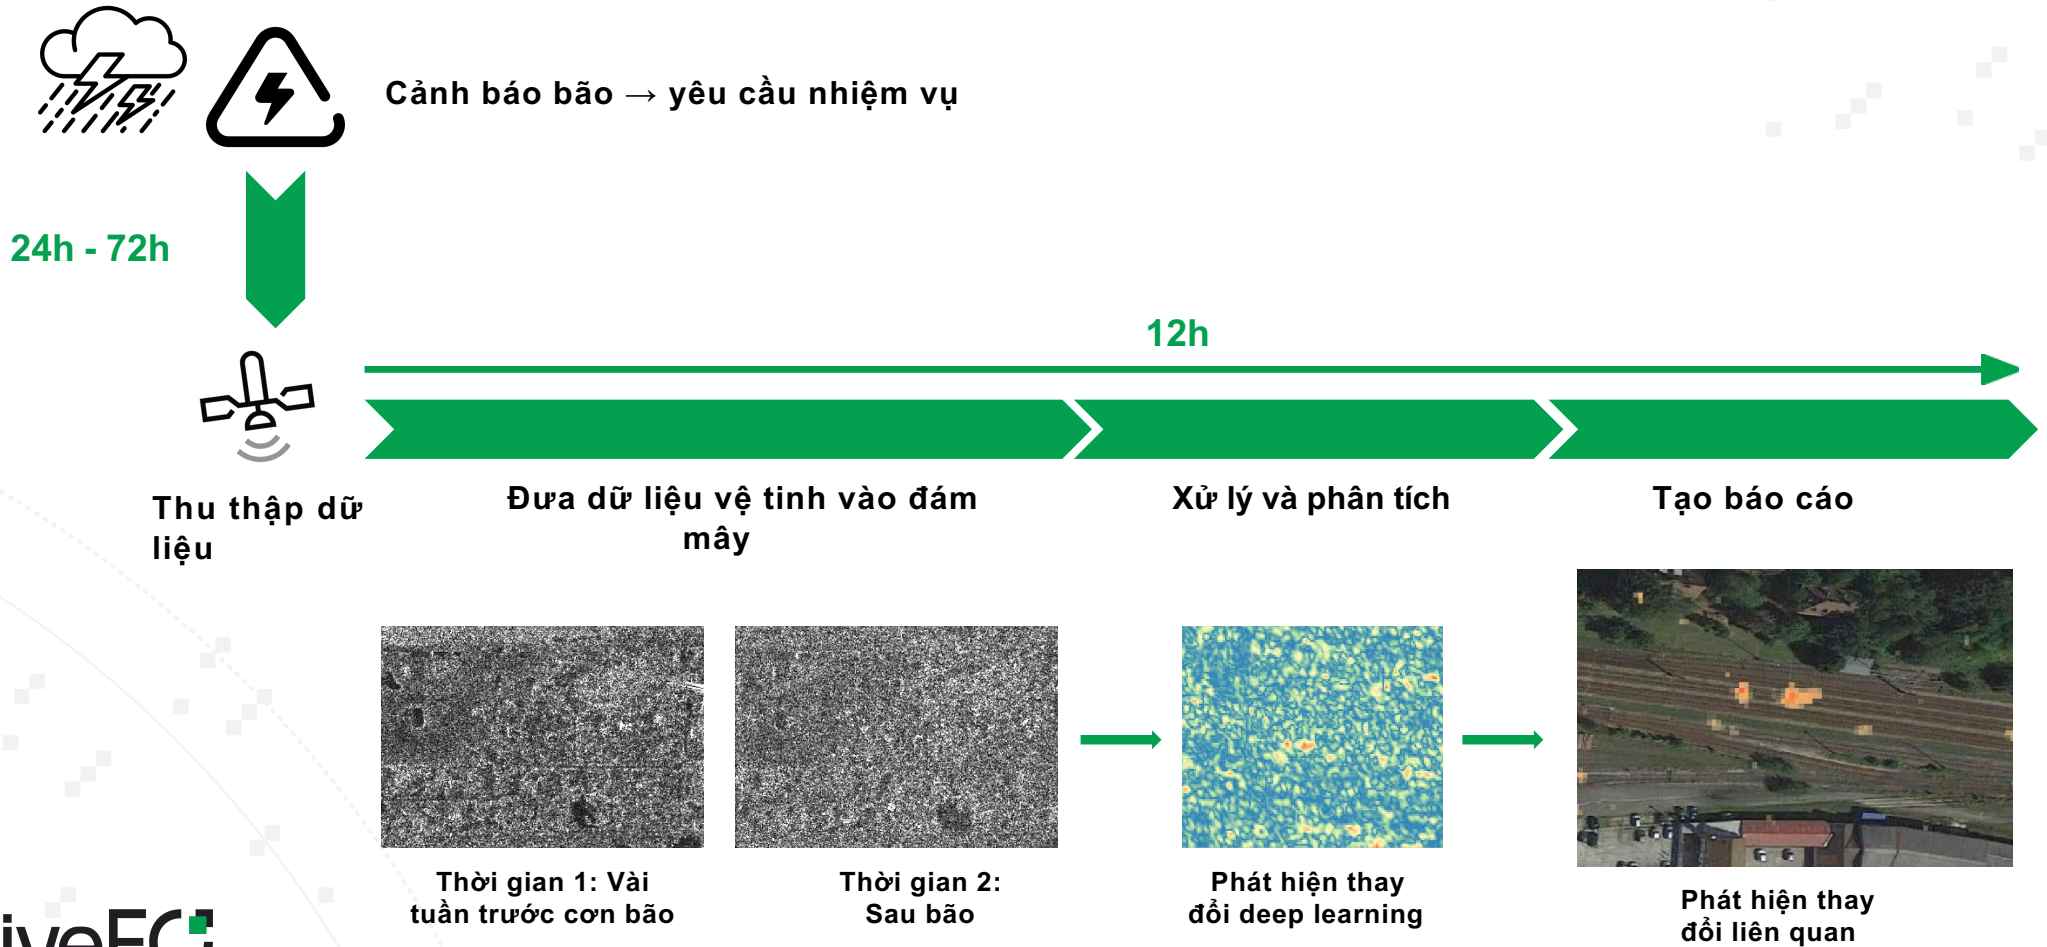 Cảnh báo bão → yêu cầu nhiệm vụ
24h - 72h
12h
Thu thập dữ
liệu
Đưa dữ liệu vệ tinh vào đám
mây
Xử lý và phân tích
Tạo báo cáo
Thời gian 1: Vài
tuần trước cơn bão
Thời gian 2:
Sau bão
Phát hiện thay
đổi deep learning
Phát hiện thay
đổi liên quan